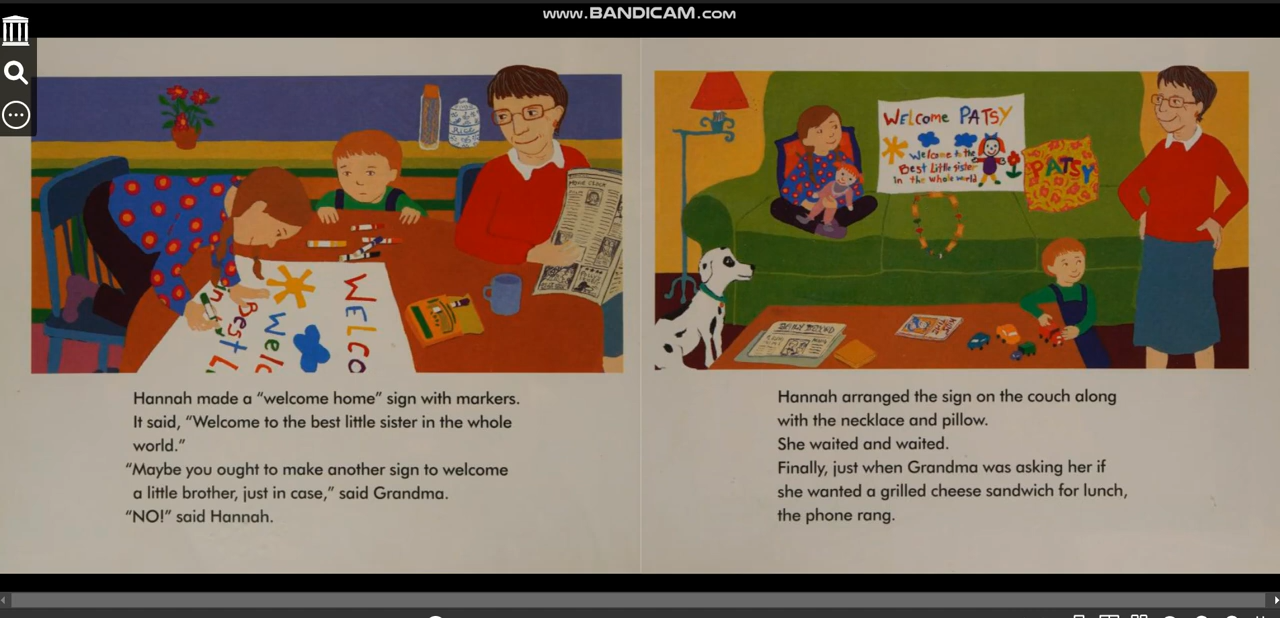 www.BANDICAM.com
HOME CLOCK
WELCO
Welc
Best L
in
Hannah made a “welcome home” sign with markers.
It said, “Welcome to the best little sister in the whole
world.”
“Maybe you ought to make another sign to welcome
a little brother, just in case,” said Grandma.
“NO!” said Hannah.
WELCOME PATSY
Welcome to the
Best Little sister
in the whole world
PATSY
Hannah arranged the sign on the couch along
with the necklace and pillow.
She waited and waited.
Finally, just when Grandma was asking her if
she wanted a grilled cheese sandwich for lunch,
the phone rang.